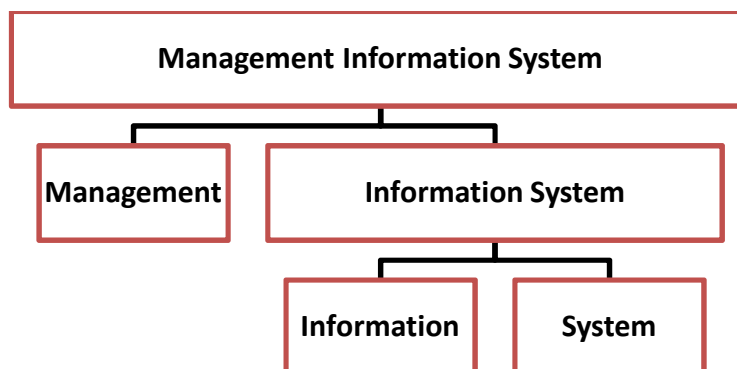 Management Information System
Management
Information System
Information
System